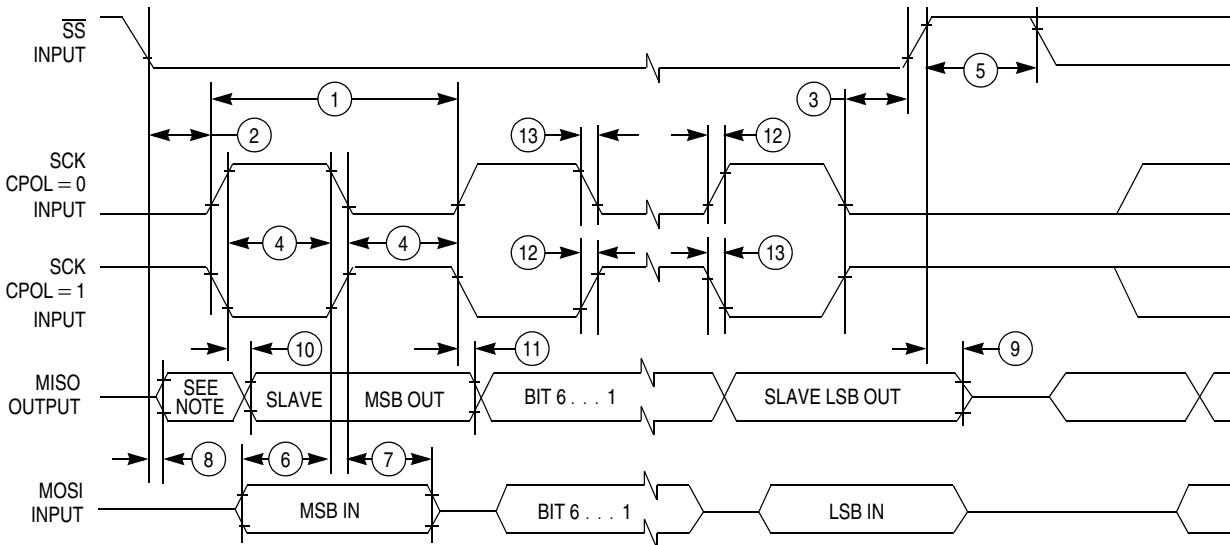 SS
INPUT
5
1
3
2
13
12
SCK
CPOL = 0
INPUT
4
4
SCK
CPOL = 1
INPUT
12
13
10
11
9
MISO
OUTPUT
SEE
NOTE
SLAVE
MSB OUT
BIT 6 . . . 1
SLAVE LSB OUT
8
6
7
MOSI
INPUT
MSB IN
BIT 6 . . . 1
LSB IN